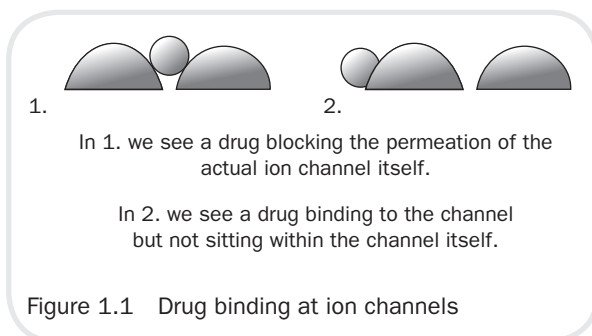 1.
2.
In 1. we see a drug blocking the permeation of the
actual ion channel itself.
In 2. we see a drug binding to the channel
but not sitting within the channel itself.
Figure 1.1 Drug binding at ion channels